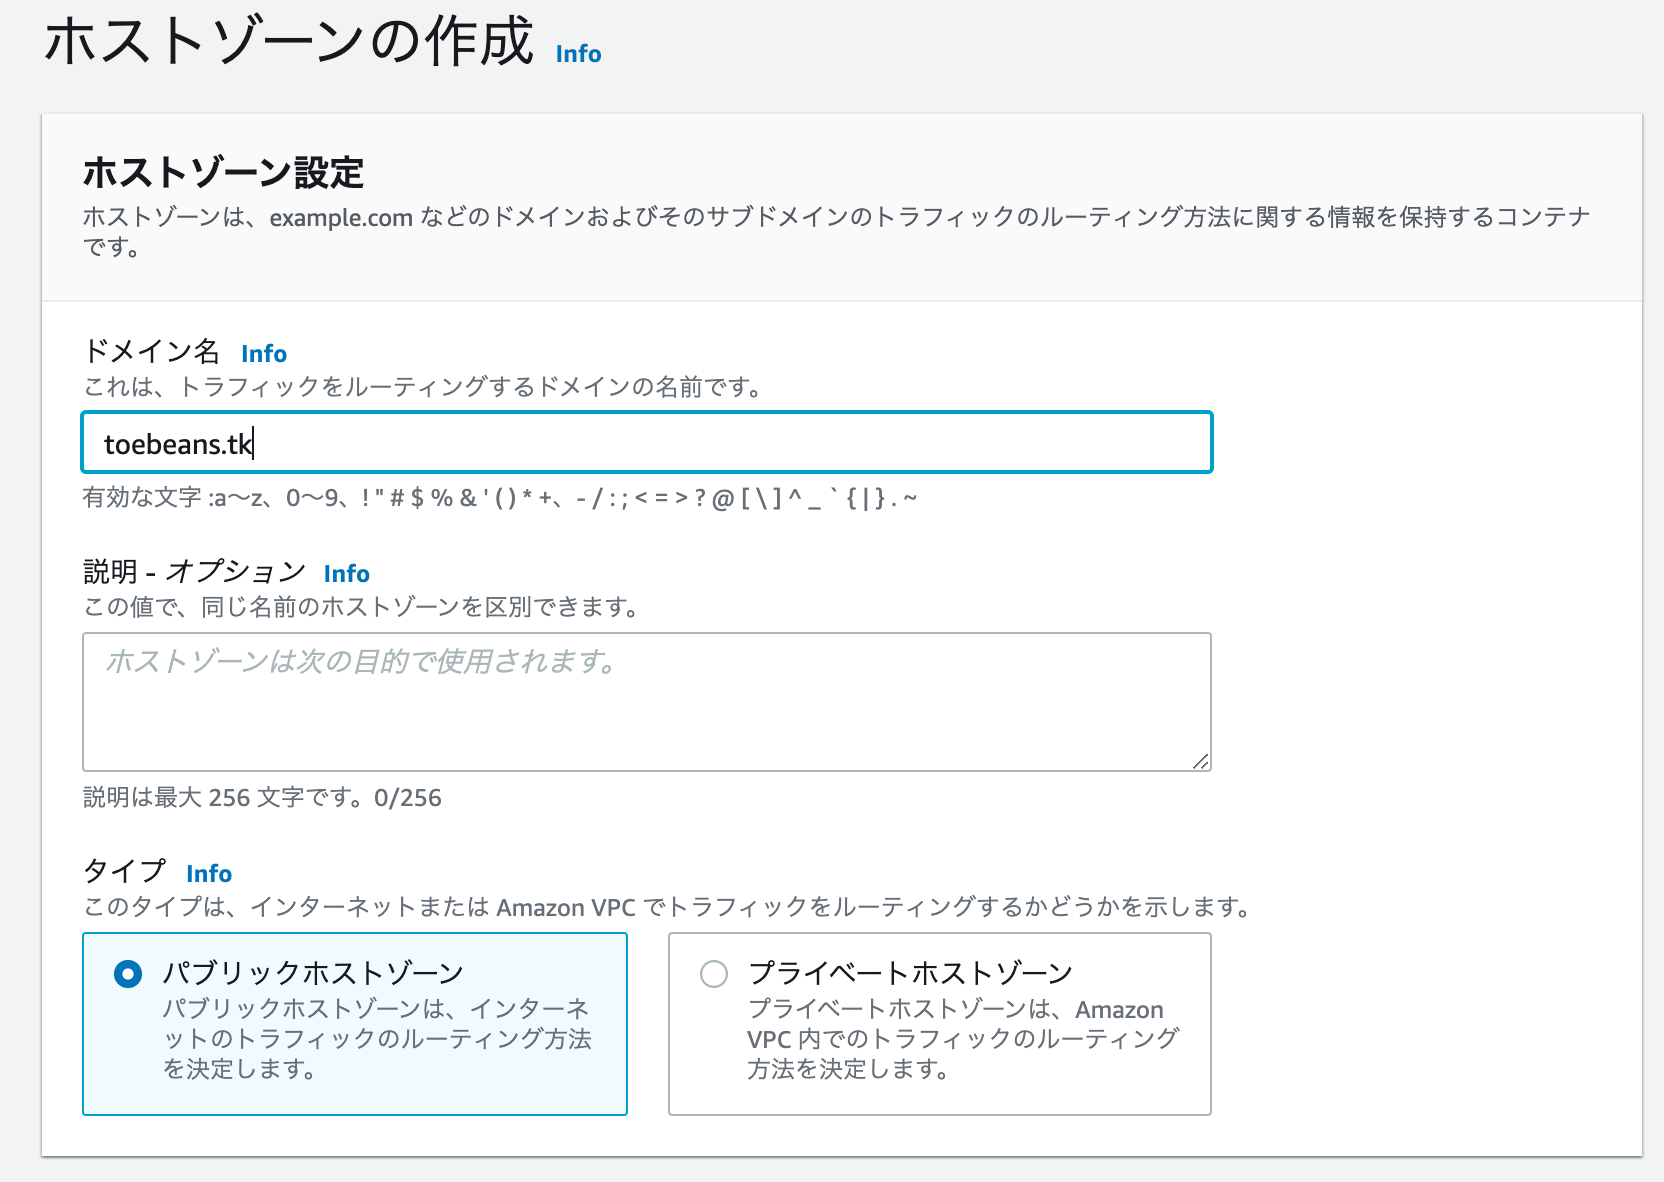 ホストゾーンの作成 Info
ホストゾーン設定
ホストゾーンは、example.com などのドメインおよびそのサブドメインのトラフィックのルーティング方法に関する情報を保持するコンテナ
です。
ドメイン名 Info
これは、トラフィックをルーティングするドメインの名前です。
toebeans.tk
有効な文字 :a～z、0～9、! " # $ % & ' ( ) * +、- / : ; < = > ? @ [ \ ] ^ _ ` { | } . ~
説明 - オプション Info
この値で、同じ名前のホストゾーンを区別できます。
ホストゾーンは次の目的で使用されます。
説明は最大 256 文字です。0/256
タイプ Info
このタイプは、インターネットまたは Amazon VPC でトラフィックをルーティングするかどうかを示します。
パブリックホストゾーン
パブリックホストゾーンは、インターネ
ットのトラフィックのルーティング方法
を決定します。
プライベートホストゾーン
プライベートホストゾーンは、Amazon
VPC 内でのトラフィックのルーティング
方法を決定します。